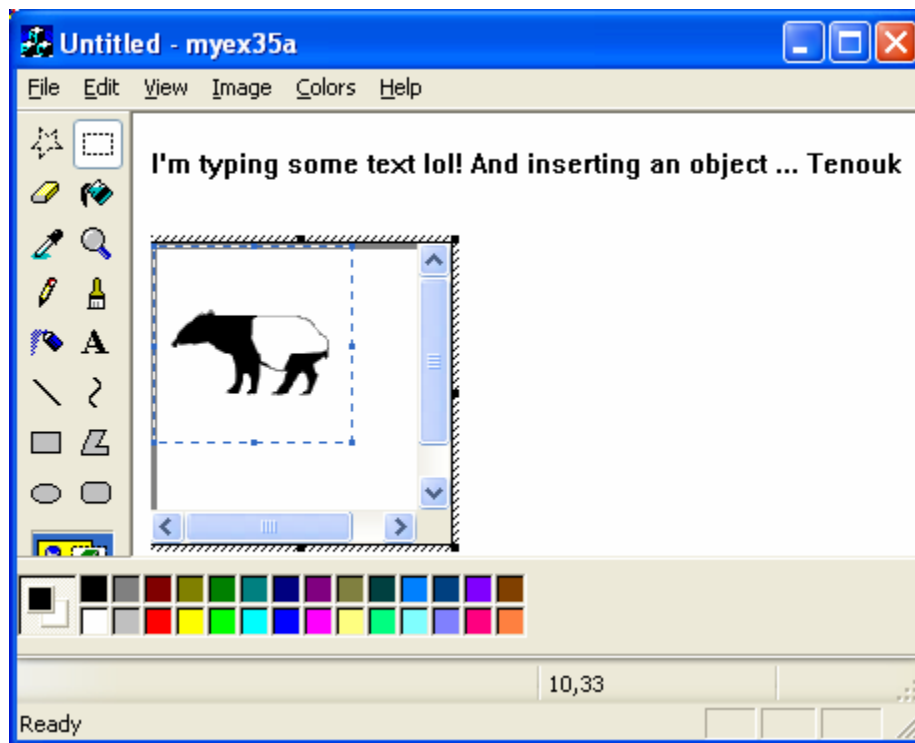 Untitled - myex35a
File Edit View Image Colors Help
I'm typing some text lol! And inserting an object ... Tenouk
A
10,33
Ready